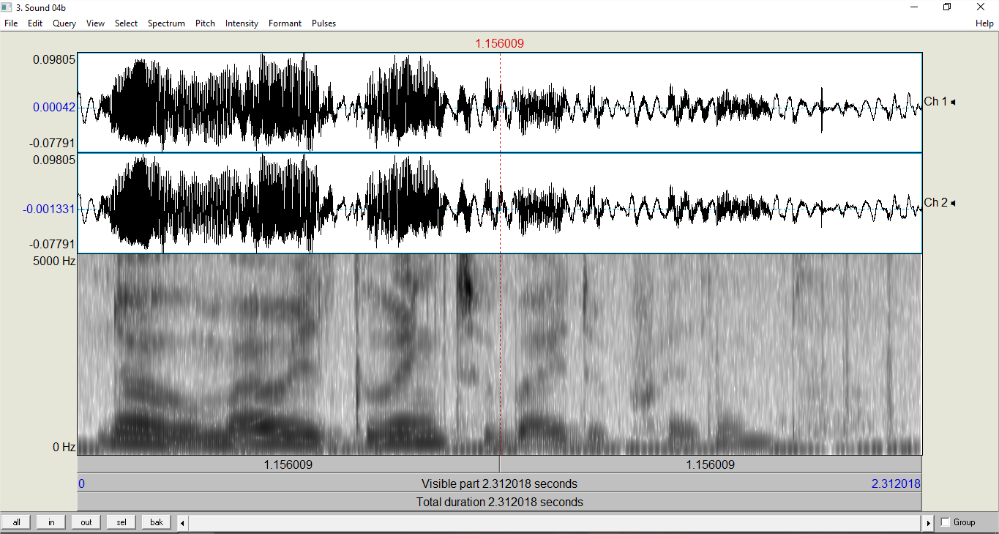 3. Sound 04b
File Edit Query View Select Spectrum Pitch Intensity Formant Pulses Help
1.156009
0.09805
0.00042
-0.07791
Ch 1
0.09805
-0.001331
-0.07791
Ch 2
5000 Hz
0 Hz
1.156009 1.156009
0 Visible part 2.312018 seconds 2.312018
Total duration 2.312018 seconds
all in out sel bak Group